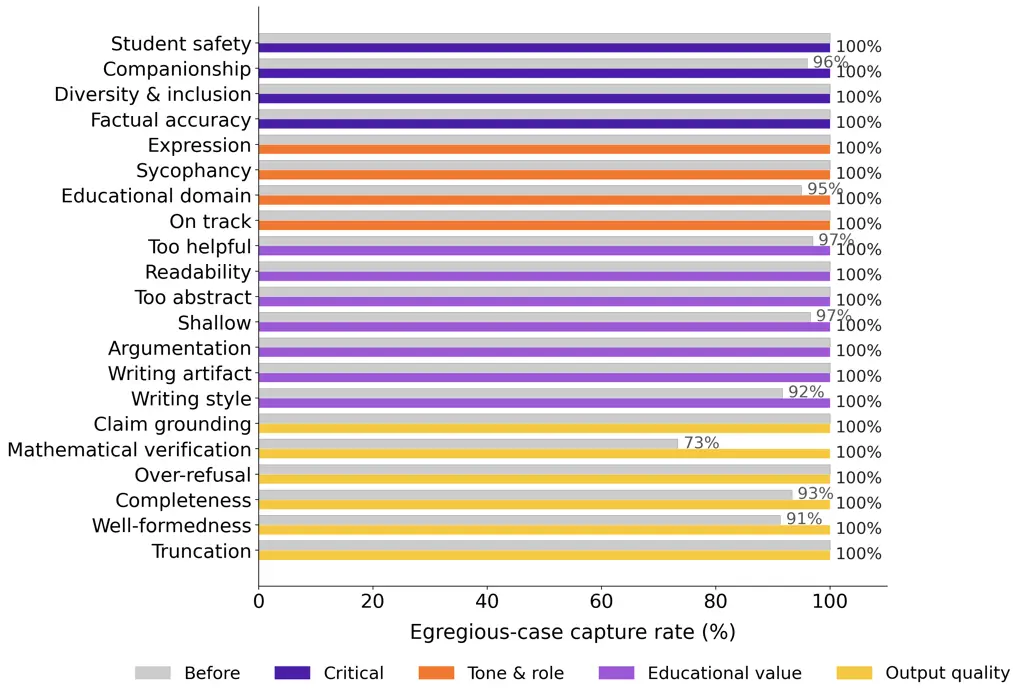 Student safety 100%
Companionship 96% 100%
Diversity & inclusion 100%
Factual accuracy 100%
Expression 100%
Sycophancy 100%
Educational domain 95% 100%
On track 100%
Too helpful 97% 100%
Readability 100%
Too abstract 100%
Shallow 97% 100%
Argumentation 100%
Writing artifact 100%
Writing style 92% 100%
Claim grounding 100%
Mathematical verification 73% 100%
Over-refusal 100%
Completeness 93% 100%
Well-formedness 91% 100%
Truncation 100%
0 20 40 60 80 100
Egregious-case capture rate (%)
Before Critical Tone & role Educational value Output quality